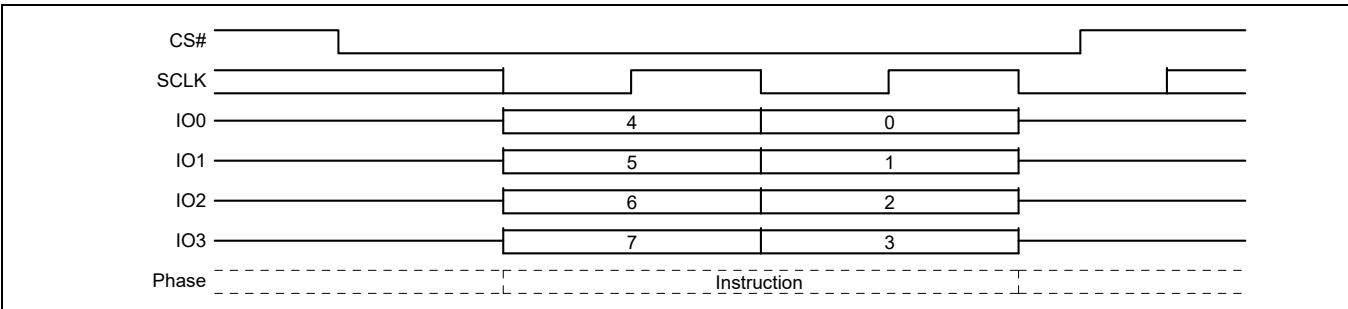 CS#
SCLK
IO0 4 0
IO1 5 1
IO2 6 2
IO3 7 3
Phase Instruction